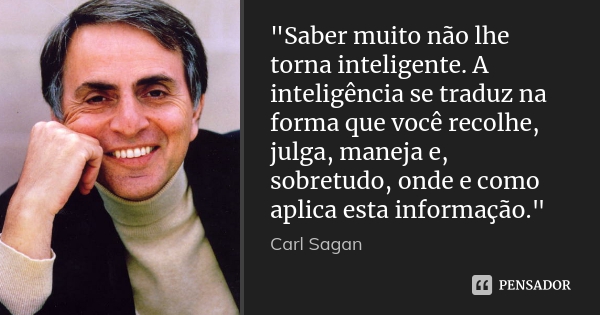 "Saber muito não lhe
torna inteligente. A
inteligência se traduz na
forma que você recolhe,
julga, maneja e,
sobretudo, onde e como
aplica esta informação."
Carl Sagan
PENSADOR